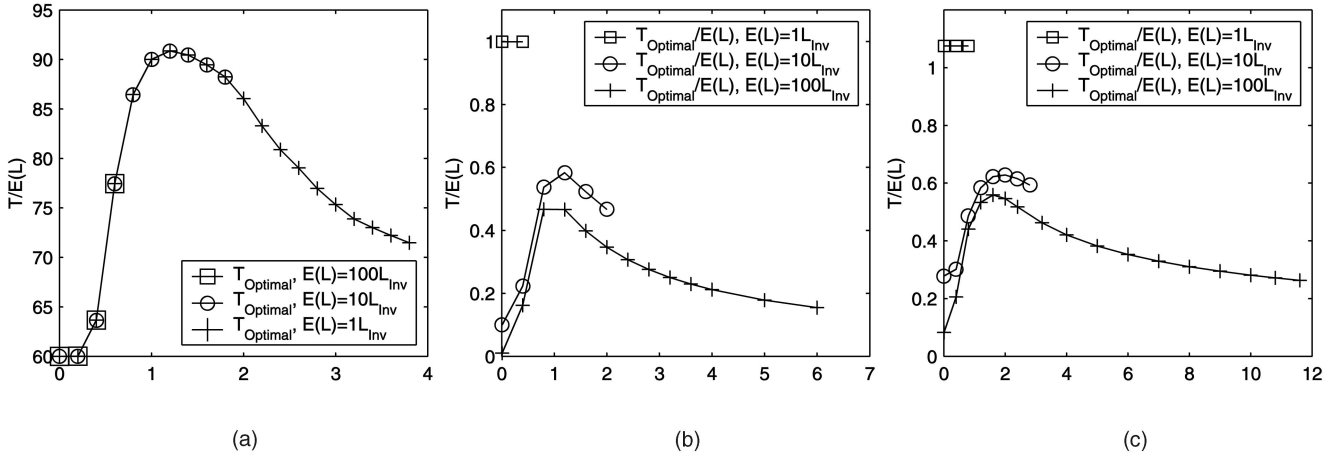 95
90
85
80
75
70
65
60
T/E(L)
T_Optimal, E(L)=100L_Inv
T_Optimal, E(L)=10L_Inv
T_Optimal, E(L)=1L_Inv
0 1 2 3 4
(a)
1
0.8
0.6
0.4
0.2
0
T/E(L)
T_Optimal/E(L), E(L)=1L_Inv
T_Optimal/E(L), E(L)=10L_Inv
T_Optimal/E(L), E(L)=100L_Inv
0 1 2 3 4 5 6 7
(b)
1
0.8
0.6
0.4
0.2
0
T/E(L)
T_Optimal/E(L), E(L)=1L_Inv
T_Optimal/E(L), E(L)=10L_Inv
T_Optimal/E(L), E(L)=100L_Inv
0 2 4 6 8 10 12
(c)